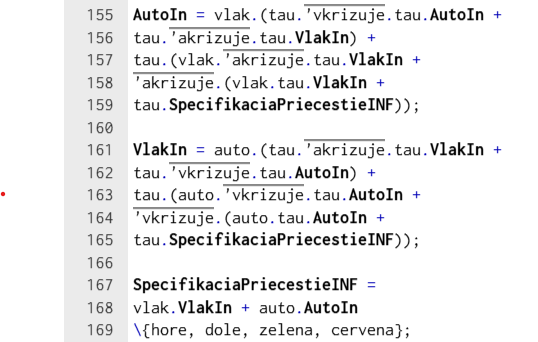 155 AutoIn = vlak.(tau.'vkrizuje.tau.AutoIn +
156 tau.'akrizuje.tau.VlakIn) +
157 tau.(vlak.'akrizuje.tau.VlakIn +
158 'akrizuje.(vlak.tau.VlakIn +
159 tau.SpecifikaciaPriecestieINF));
160
161 VlakIn = auto.(tau.'akrizuje.tau.VlakIn +
162 tau.'vkrizuje.tau.AutoIn) +
163 tau.(auto.'vkrizuje.tau.AutoIn +
164 'vkrizuje.(auto.tau.AutoIn +
165 tau.SpecifikaciaPriecestieINF));
166
167 SpecifikaciaPriecestieINF =
168 vlak.VlakIn + auto.AutoIn
169 \{hore, dole, zelena, cervena};